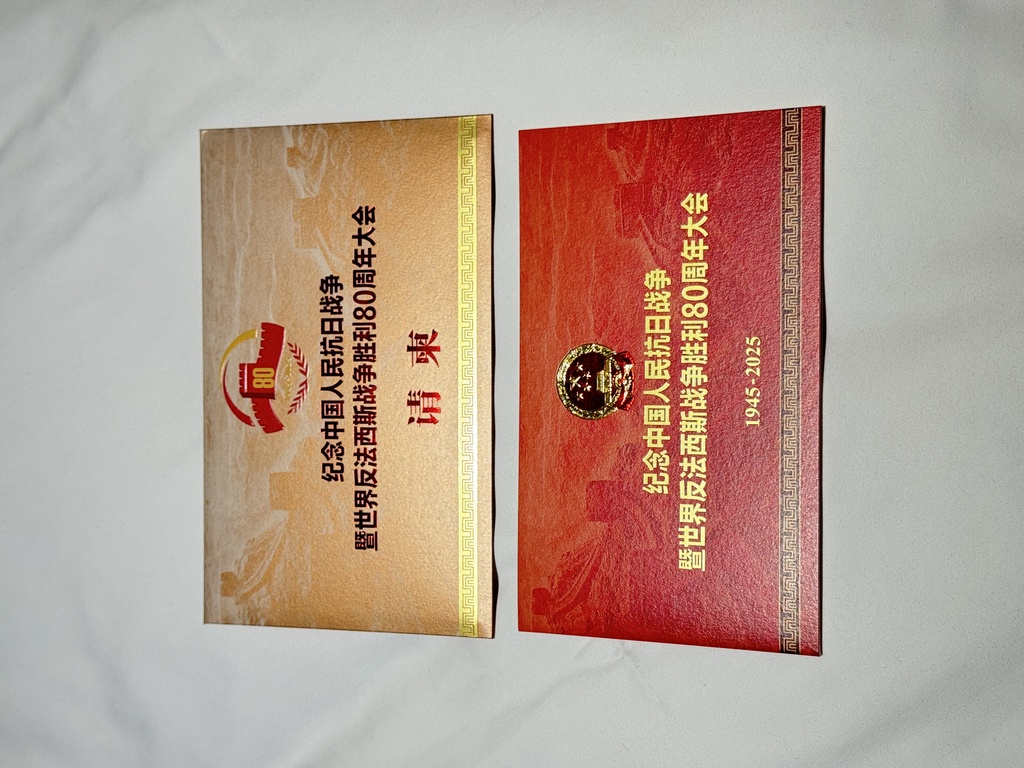 80
纪念中国人民抗日战争
暨世界反法西斯战争胜利80周年大会
请 柬
纪念中国人民抗日战争
暨世界反法西斯战争胜利80周年大会
1945-2025